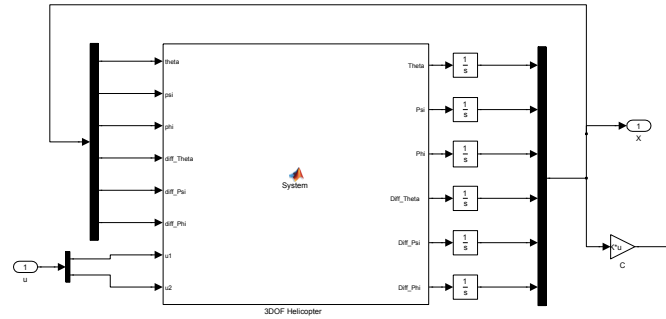 theta
psi
phi
diff_Theta
diff_Psi
diff_Phi
u1
u2
System
Theta
Psi
Phi
Diff_Theta
Diff_Psi
Diff_Phi
1
s
1
s
1
s
1
s
1
s
1
s
1
X
K*u
C
1
u
3DOF Helicopter